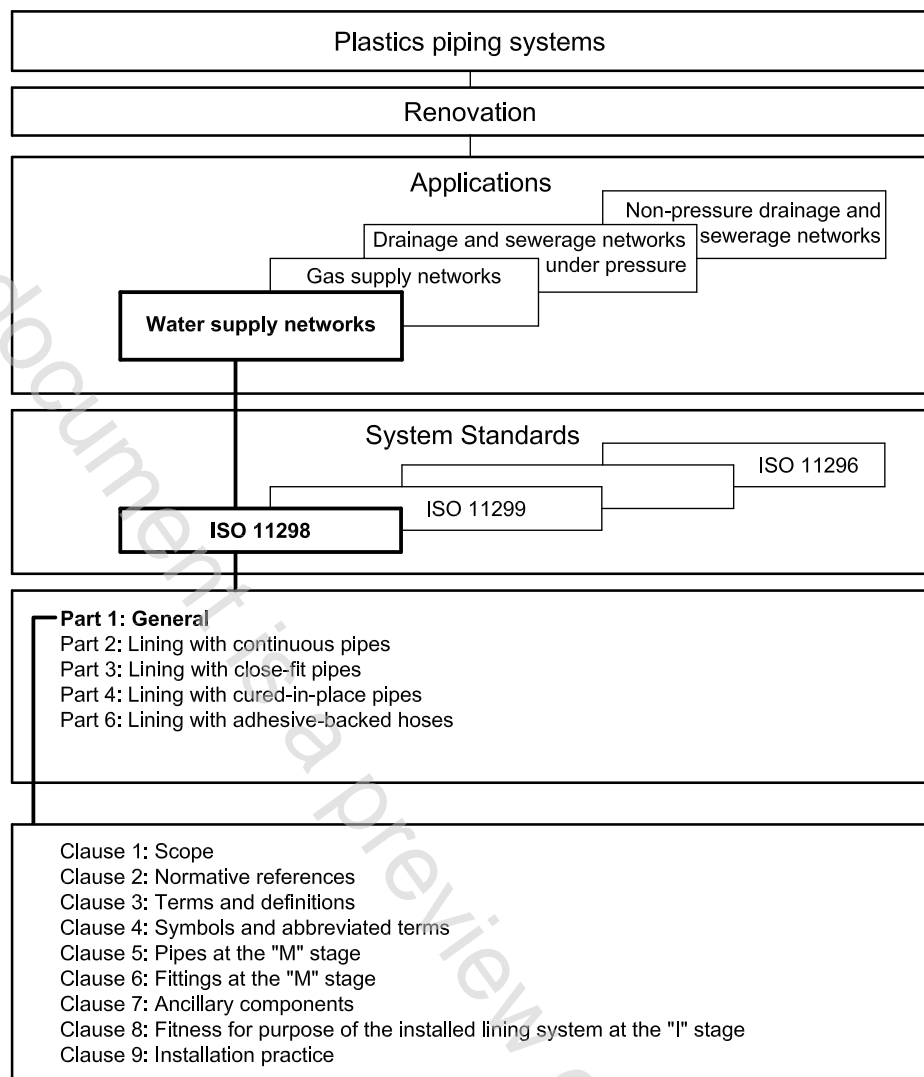 Plastics piping systems
Renovation
Applications
Non-pressure drainage and
sewerage networks
Drainage and sewerage networks
under pressure
Gas supply networks
Water supply networks
System Standards
ISO 11296
ISO 11299
ISO 11298
Part 1: General
Part 2: Lining with continuous pipes
Part 3: Lining with close-fit pipes
Part 4: Lining with cured-in-place pipes
Part 6: Lining with adhesive-backed hoses
Clause 1: Scope
Clause 2: Normative references
Clause 3: Terms and definitions
Clause 4: Symbols and abbreviated terms
Clause 5: Pipes at the "M" stage
Clause 6: Fittings at the "M" stage
Clause 7: Ancillary components
Clause 8: Fitness for purpose of the installed lining system at the "I" stage
Clause 9: Installation practice
document is a preview